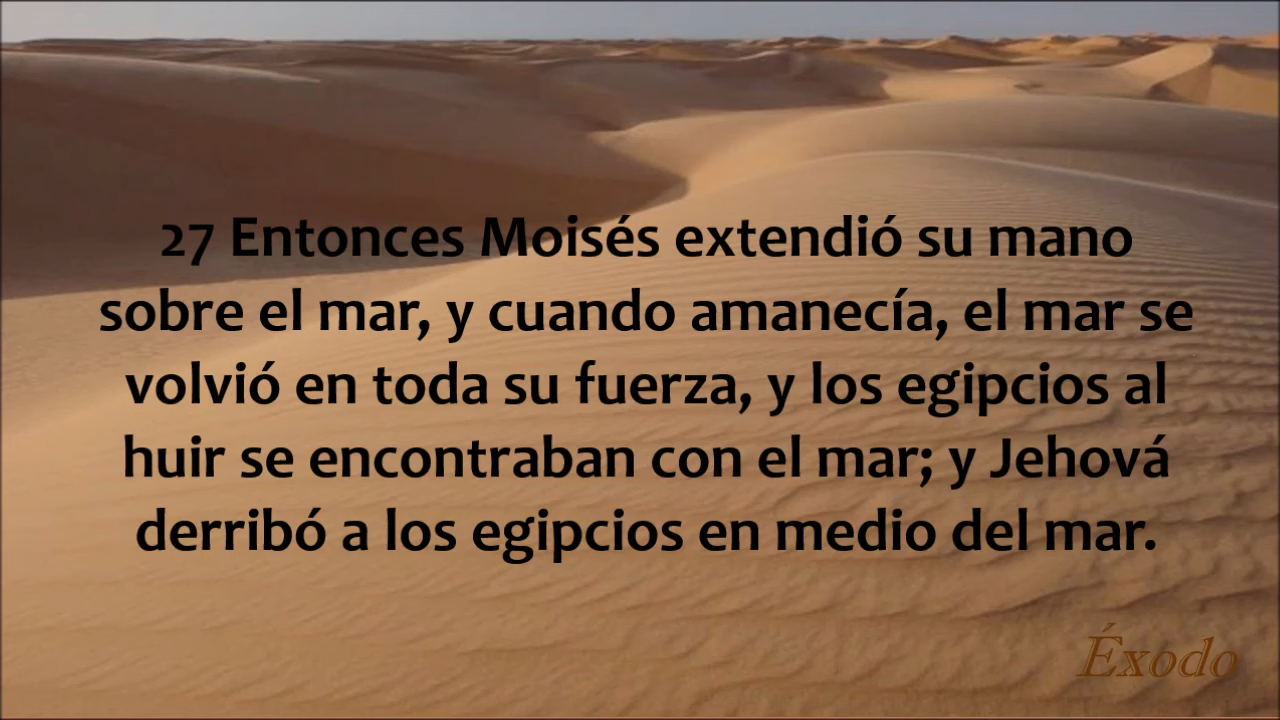 27 Entonces Moisés extendió su mano
sobre el mar, y cuando amanecía, el mar se
volvió en toda su fuerza, y los egipcios al
huir se encontraban con el mar; y Jehová
derribó a los egipcios en medio del mar.
Éxodo